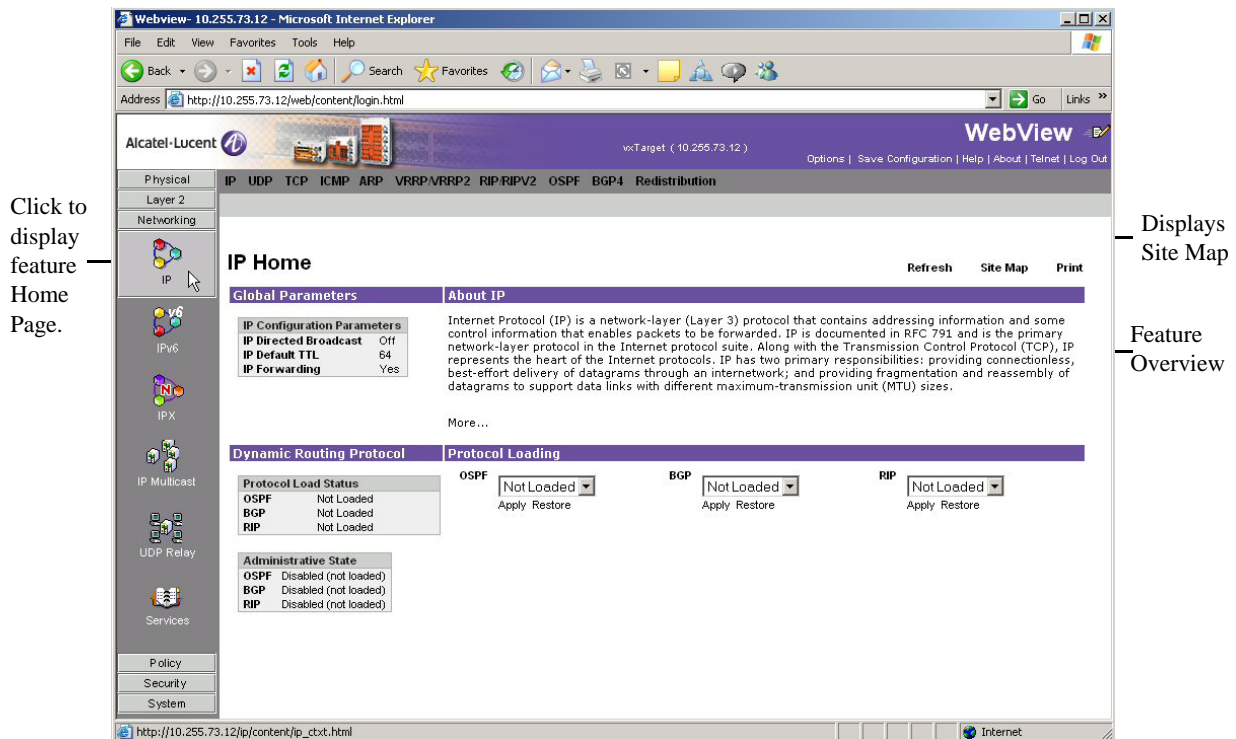 Webview- 10.255.73.12 - Microsoft Internet Explorer
File Edit View Favorites Tools Help
Back Search Favorites
Address http://10.255.73.12/web/content/login.html Go Links »
Alcatel·Lucent
vxTarget ( 10.255.73.12 )
WebView
Options | Save Configuration | Help | About | Telnet | Log Out
Physical
Layer 2
Networking
IP
IPv6
IPX
IP Multicast
UDP Relay
Services
Policy
Security
System
IP UDP TCP ICMP ARP VRRP/VRRP2 RIP/RIPV2 OSPF BGP4 Redistribution
IP Home
Refresh Site Map Print
Global Parameters
IP Configuration Parameters
IP Directed Broadcast Off
IP Default TTL 64
IP Forwarding Yes
About IP
Internet Protocol (IP) is a network-layer (Layer 3) protocol that contains addressing information and some
control information that enables packets to be forwarded. IP is documented in RFC 791 and is the primary
network-layer protocol in the Internet protocol suite. Along with the Transmission Control Protocol (TCP), IP
represents the heart of the Internet protocols. IP has two primary responsibilities: providing connectionless,
best-effort delivery of datagrams through an internetwork; and providing fragmentation and reassembly of
datagrams to support data links with different maximum-transmission unit (MTU) sizes.
More...
Dynamic Routing Protocol
Protocol Load Status
OSPF Not Loaded
BGP Not Loaded
RIP Not Loaded
Administrative State
OSPF Disabled (not loaded)
BGP Disabled (not loaded)
RIP Disabled (not loaded)
Protocol Loading
OSPF Not Loaded
Apply Restore
BGP Not Loaded
Apply Restore
RIP Not Loaded
Apply Restore
http://10.255.73.12/ip/content/ip_ctxt.html Internet
Click to
display
feature
Home
Page.
Displays
Site Map
Feature
Overview